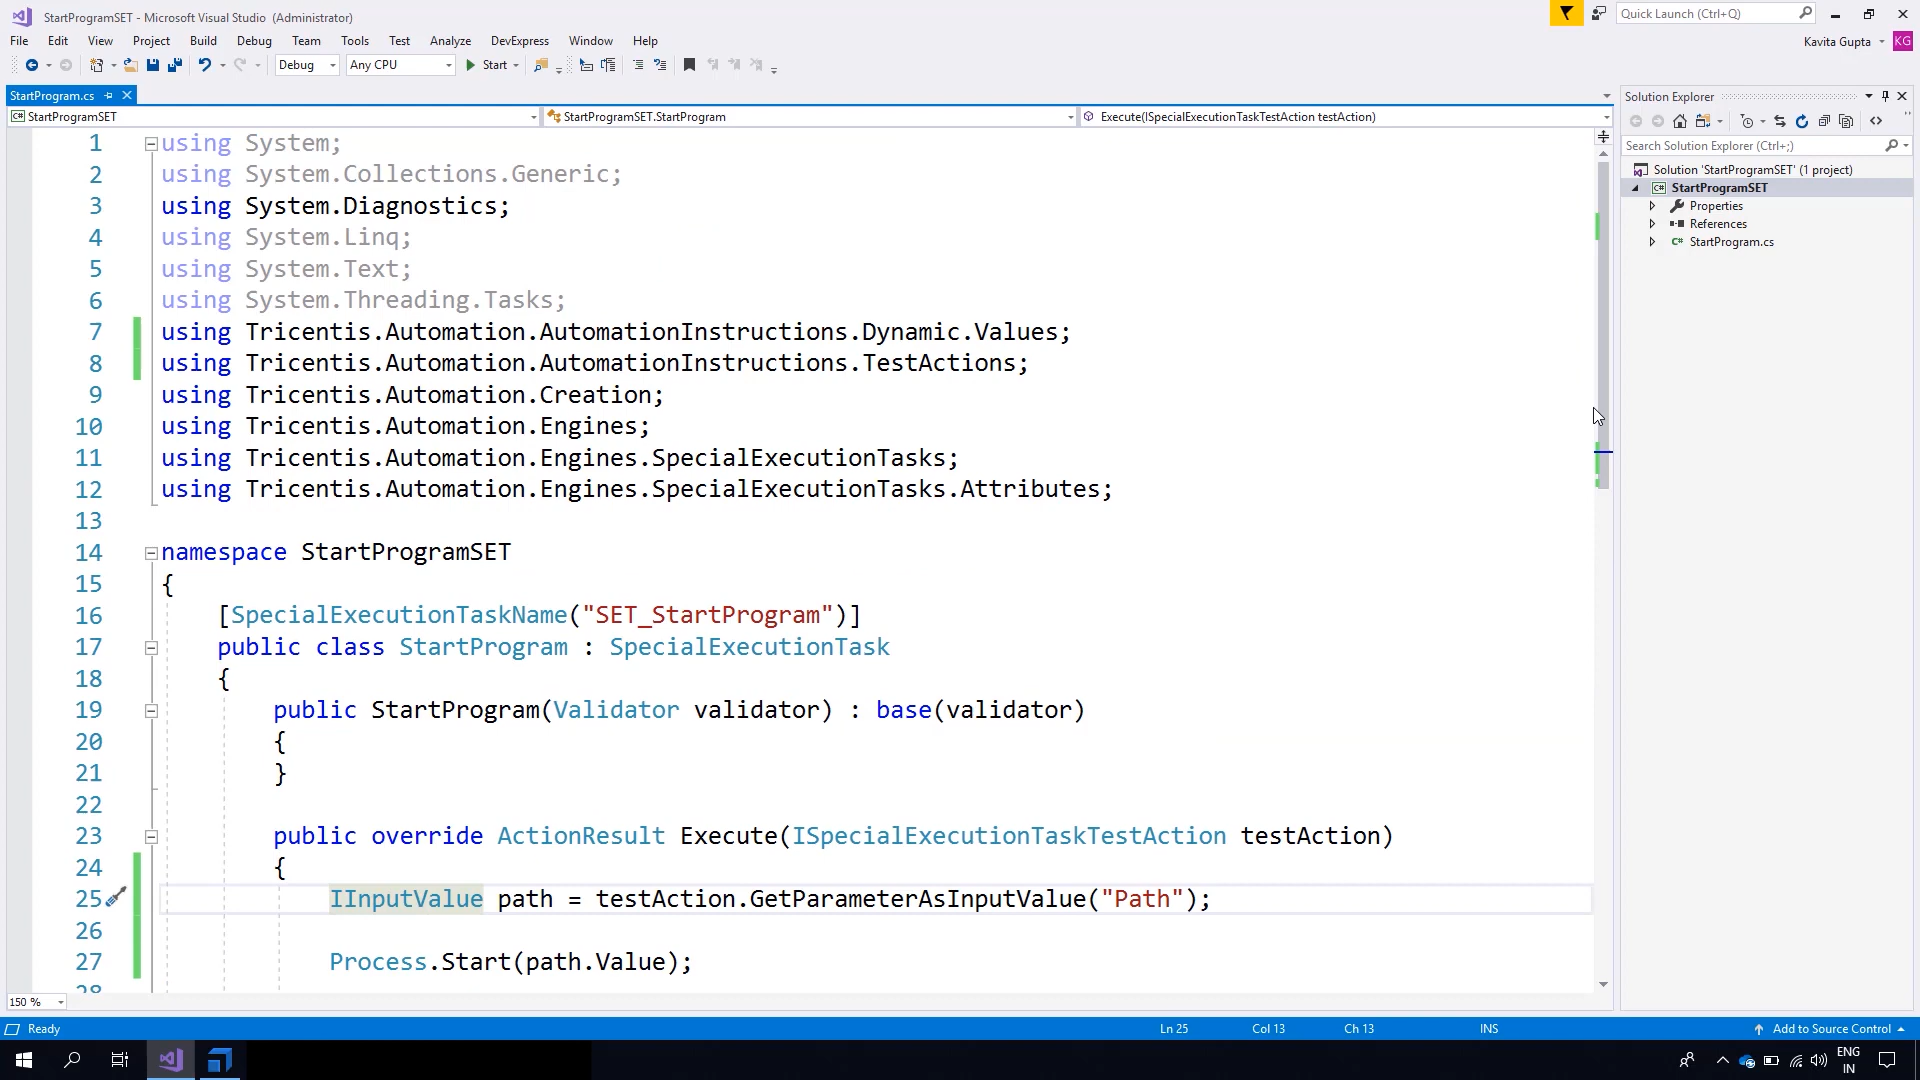 StartProgramSET - Microsoft Visual Studio (Administrator)
Quick Launch (Ctrl+Q)
File Edit View Project Build Debug Team Tools Test Analyze DevExpress Window Help
Kavita Gupta KG
Debug Any CPU Start
StartProgram.cs
Solution Explorer
StartProgramSET StartProgramSET.StartProgram Execute(ISpecialExecutionTaskTestAction testAction)
Search Solution Explorer (Ctrl+;)
Solution 'StartProgramSET' (1 project)
StartProgramSET
Properties
References
StartProgram.cs
1 using System;
2 using System.Collections.Generic;
3 using System.Diagnostics;
4 using System.Linq;
5 using System.Text;
6 using System.Threading.Tasks;
7 using Tricentis.Automation.AutomationInstructions.Dynamic.Values;
8 using Tricentis.Automation.AutomationInstructions.TestActions;
9 using Tricentis.Automation.Creation;
10 using Tricentis.Automation.Engines;
11 using Tricentis.Automation.Engines.SpecialExecutionTasks;
12 using Tricentis.Automation.Engines.SpecialExecutionTasks.Attributes;
13
14 namespace StartProgramSET
15 {
16 [SpecialExecutionTaskName("SET_StartProgram")]
17 public class StartProgram : SpecialExecutionTask
18 {
19 public StartProgram(Validator validator) : base(validator)
20 {
21 }
22
23 public override ActionResult Execute(ISpecialExecutionTaskTestAction testAction)
24 {
25 IInputValue path = testAction.GetParameterAsInputValue("Path");
26
27 Process.Start(path.Value);
28
150 %
Ready Ln 25 Col 13 Ch 13 INS Add to Source Control
ENG
IN